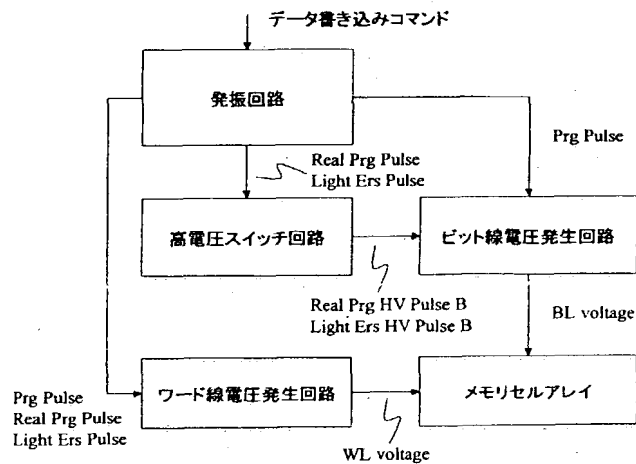 データ書き込みコマンド
発振回路
Prg Pulse
Real Prg Pulse
Light Ers Pulse
高電圧スイッチ回路
ビット線電圧発生回路
Real Prg HV Pulse B
Light Ers HV Pulse B
BL voltage
ワード線電圧発生回路
メモリセルアレイ
Prg Pulse
Real Prg Pulse
Light Ers Pulse
WL voltage